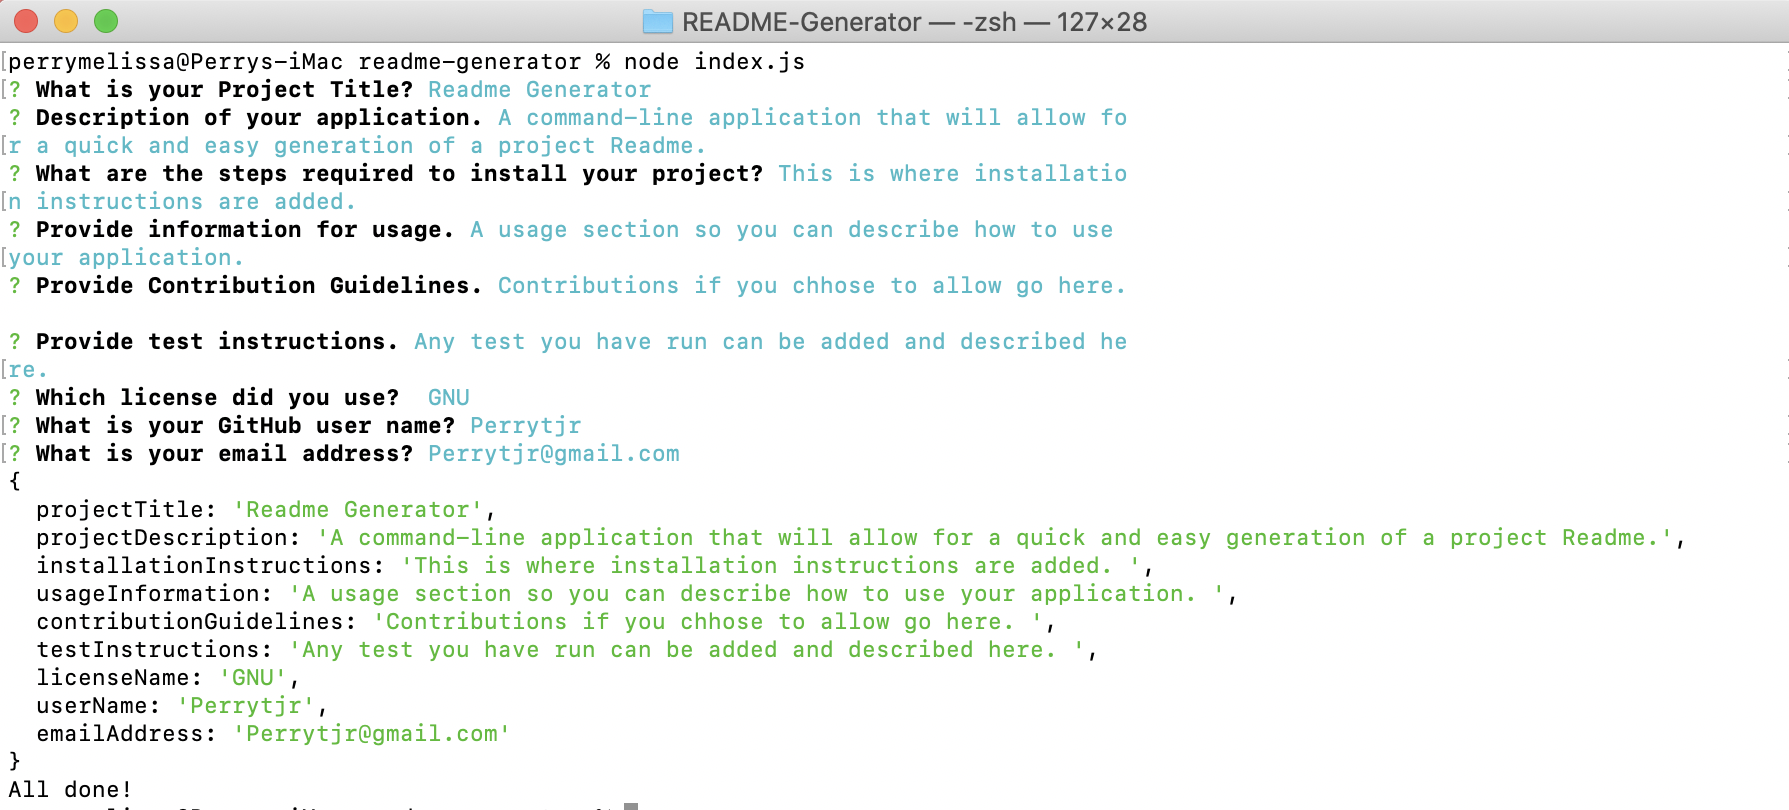 README-Generator — -zsh — 127×28
[perrymelissa@Perrys-iMac readme-generator % node index.js
[? What is your Project Title? Readme Generator
? Description of your application. A command-line application that will allow fo
[r a quick and easy generation of a project Readme.
? What are the steps required to install your project? This is where installatio
[n instructions are added.
? Provide information for usage. A usage section so you can describe how to use
[your application.
? Provide Contribution Guidelines. Contributions if you chhose to allow go here.
? Provide test instructions. Any test you have run can be added and described he
[re.
? Which license did you use?  GNU
[? What is your GitHub user name? Perrytjr
[? What is your email address? Perrytjr@gmail.com
{
  projectTitle: 'Readme Generator',
  projectDescription: 'A command-line application that will allow for a quick and easy generation of a project Readme.',
  installationInstructions: 'This is where installation instructions are added. ',
  usageInformation: 'A usage section so you can describe how to use your application. ',
  contributionGuidelines: 'Contributions if you chhose to allow go here. ',
  testInstructions: 'Any test you have run can be added and described here. ',
  licenseName: 'GNU',
  userName: 'Perrytjr',
  emailAddress: 'Perrytjr@gmail.com'
}
All done!